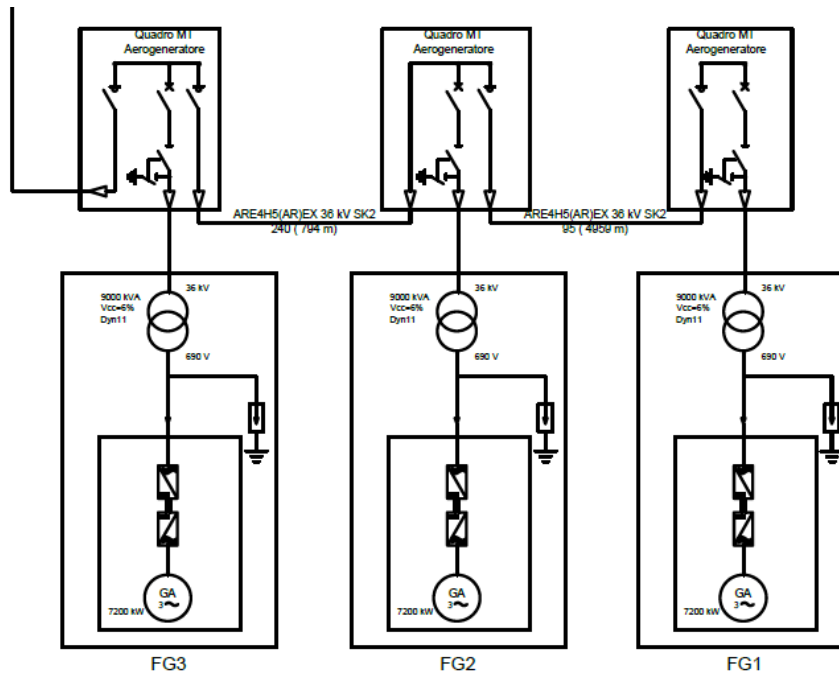 Quadro MT
Aerogeneratore
Quadro MT
Aerogeneratore
Quadro MT
Aerogeneratore
ARE4H5(AR)EX 36 kV SK2
240 ( 794 m)
ARE4H5(AR)EX 36 kV SK2
95 ( 4959 m)
9000 kVA
Vcc=6%
Dyn11
36 kV
690 V
9000 kVA
Vcc=6%
Dyn11
36 kV
690 V
9000 kVA
Vcc=6%
Dyn11
36 kV
690 V
GA
3~
7200 kW
GA
3~
7200 kW
GA
3~
7200 kW
FG3
FG2
FG1